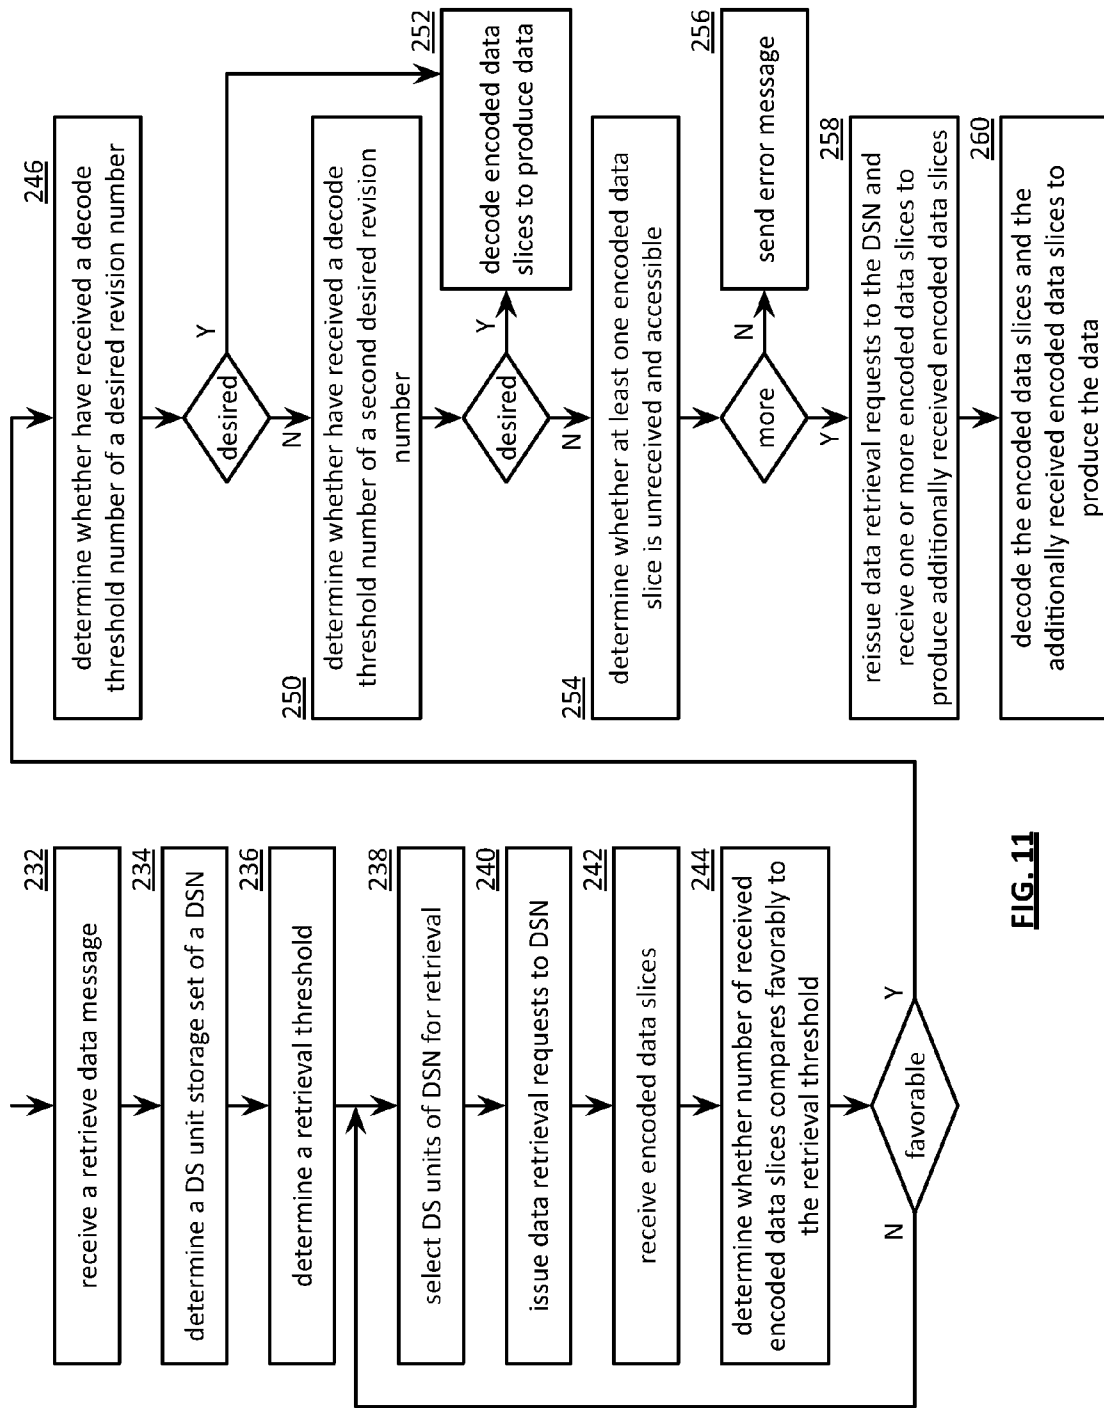 232
receive a retrieve data message
234
determine a DS unit storage set of a DSN
236
determine a retrieval threshold
238
select DS units of DSN for retrieval
240
issue data retrieval requests to DSN
242
receive encoded data slices
244
determine whether number of received
encoded data slices compares favorably to
the retrieval threshold
favorable
N
Y
246
determine whether have received a decode
threshold number of a desired revision number
desired
Y
N
250
determine whether have received a decode
threshold number of a second desired revision
number
desired
Y
N
252
decode encoded data
slices to produce data
254
determine whether at least one encoded data
slice is unreceived and accessible
more
N
Y
256
send error message
258
reissue data retrieval requests to the DSN and
receive one or more encoded data slices to
produce additionally received encoded data slices
260
decode the encoded data slices and the
additionally received encoded data slices to
produce the data
FIG. 11